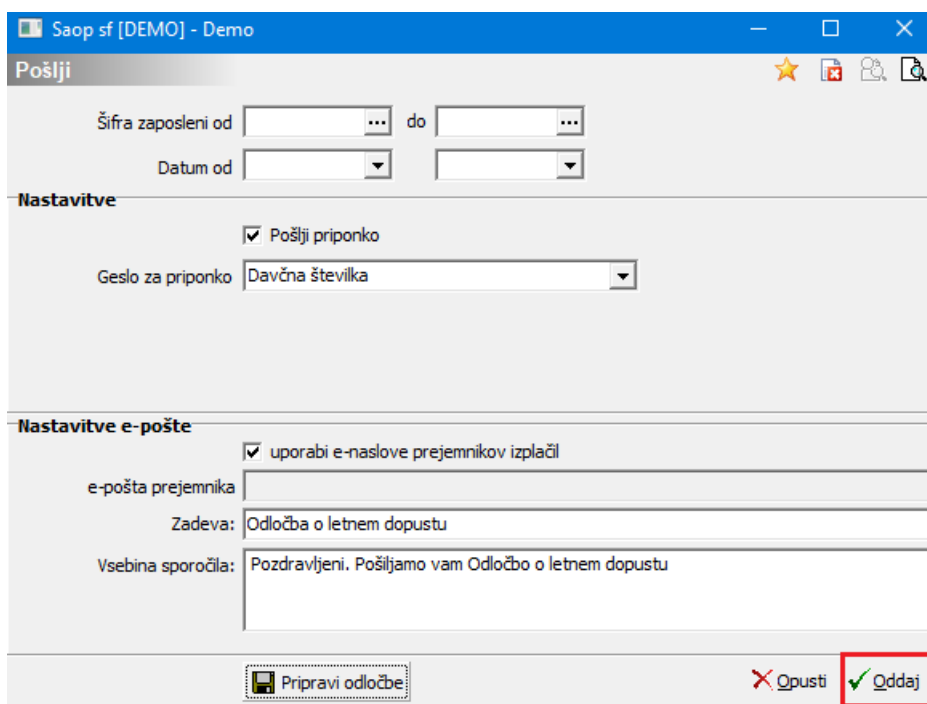 Saop sf [DEMO] - Demo
Pošlji
Šifra zaposleni od ... do ...
Datum od
Nastavitve
Pošlji priponko
Geslo za priponko Davčna številka
Nastavitve e-pošte
uporabi e-naslove prejemnikov izplačil
e-pošta prejemnika
Zadeva: Odločba o letnem dopustu
Vsebina sporočila: Pozdravljeni. Pošiljamo vam Odločbo o letnem dopustu
Pripravi odločbe Opusti Oddaj